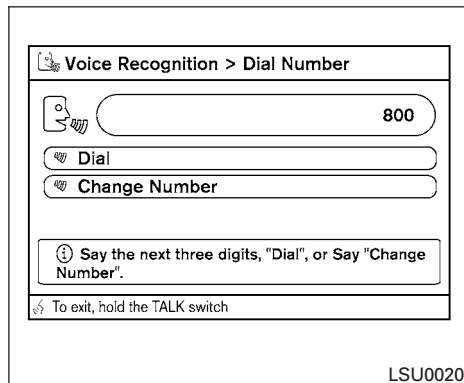 Voice Recognition > Dial Number
800
Dial
Change Number
Say the next three digits, "Dial", or Say "Change
Number".
To exit, hold the TALK switch
LSU0020